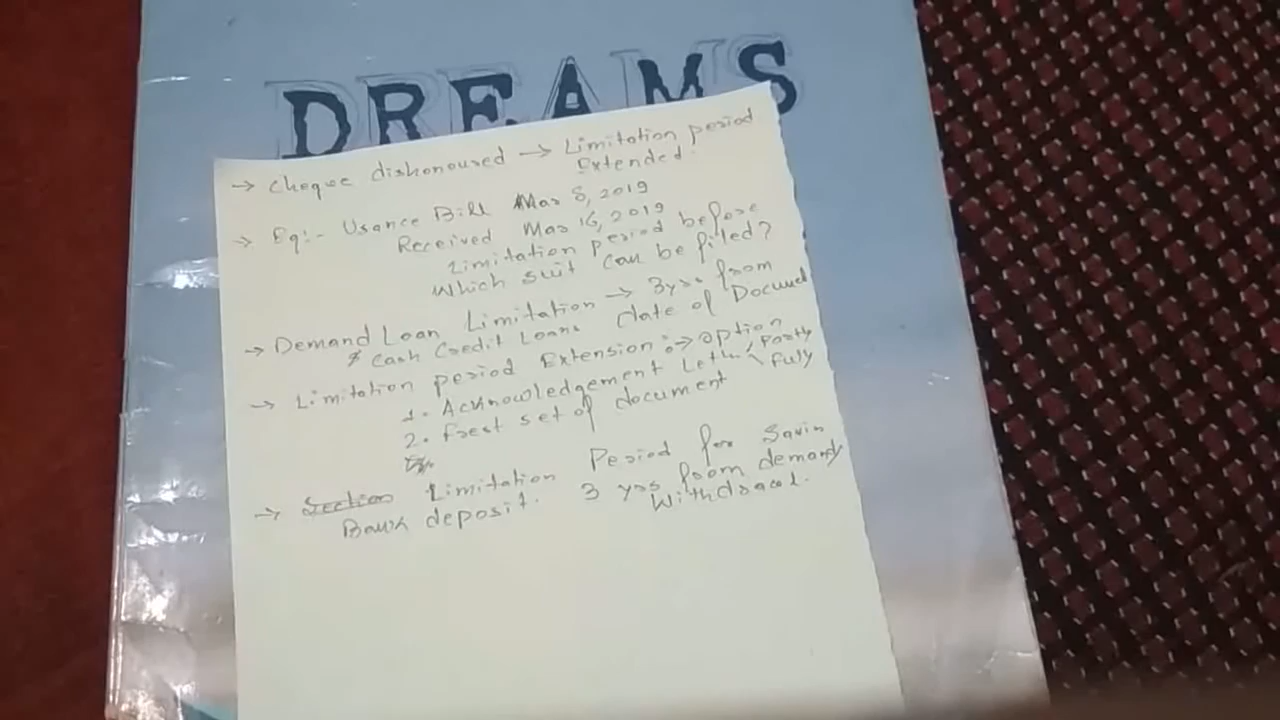 DREAMS
→ Cheque dishonoured → Limitation period
Extended.
→ Eg:- Usance Bill Mar 8, 2019
Received Mar 16, 2019
Limitation period before
which suit can be filed?
→ Demand Loan Limitation → 3yrs from
& Cash Credit Loans date of Document
→ Limitation period Extension :→ option
1. Acknowledgement Letter, Partly
2. Fresh set of document fully
→ Section Limitation Period for Savin
Bank deposit. 3 yrs from demand
Withdrawal.